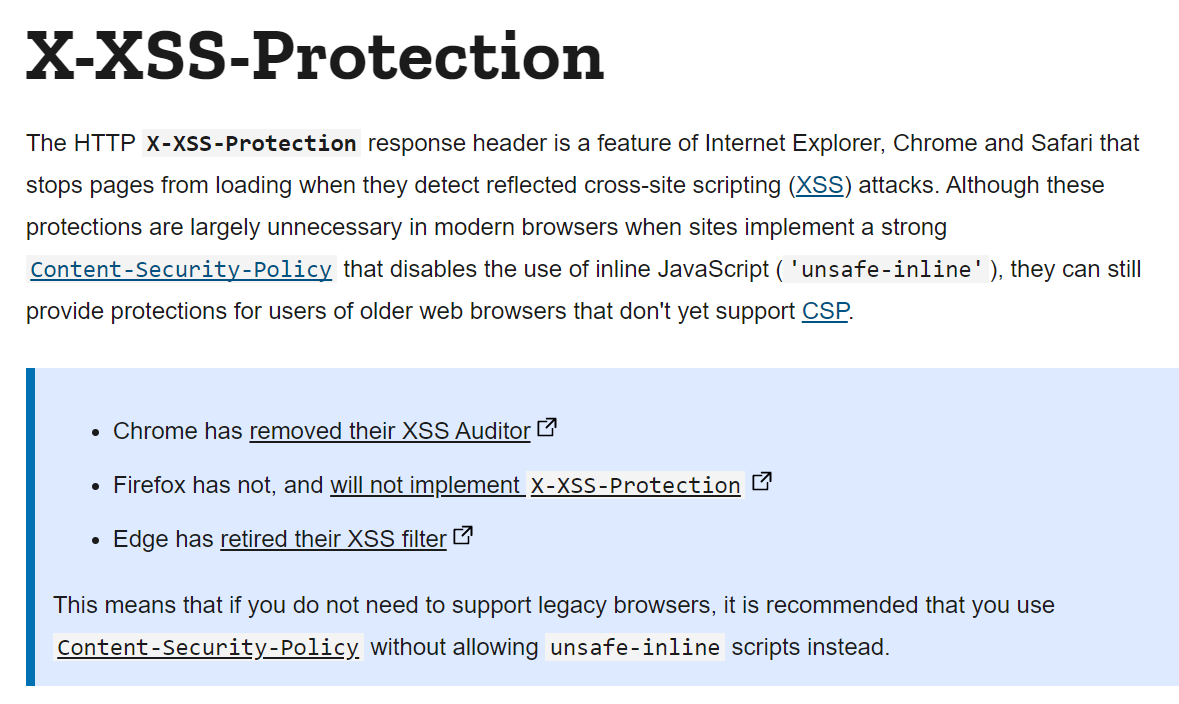 X-XSS-Protection
The HTTP X-XSS-Protection response header is a feature of Internet Explorer, Chrome and Safari that
stops pages from loading when they detect reflected cross-site scripting (XSS) attacks. Although these
protections are largely unnecessary in modern browsers when sites implement a strong
Content-Security-Policy that disables the use of inline JavaScript ('unsafe-inline'), they can still
provide protections for users of older web browsers that don't yet support CSP.
• Chrome has removed their XSS Auditor
• Firefox has not, and will not implement X-XSS-Protection
• Edge has retired their XSS filter
This means that if you do not need to support legacy browsers, it is recommended that you use
Content-Security-Policy without allowing unsafe-inline scripts instead.